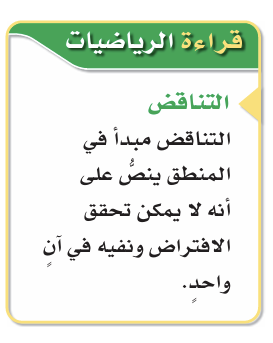 قراءة الرياضيات
التناقض
التناقض مبدأ في
المنطق ينصُّ على
أنه لا يمكن تحقق
الافتراض ونفيه في آنٍ
واحدٍ.